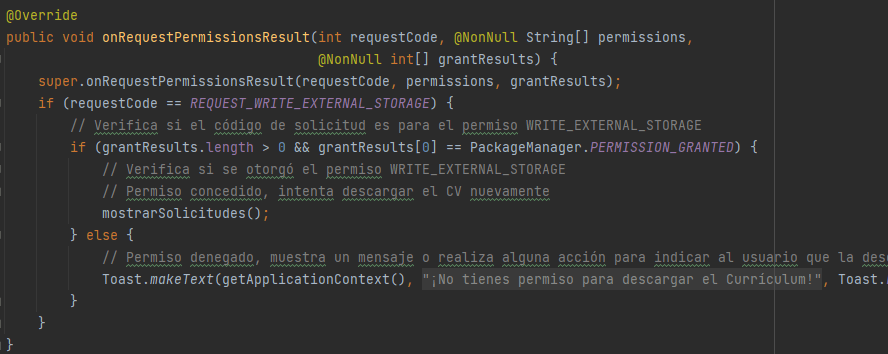 @Override
public void onRequestPermissionsResult(int requestCode, @NonNull String[] permissions,
                                       @NonNull int[] grantResults) {
    super.onRequestPermissionsResult(requestCode, permissions, grantResults);
    if (requestCode == REQUEST_WRITE_EXTERNAL_STORAGE) {
        // Verifica si el código de solicitud es para el permiso WRITE_EXTERNAL_STORAGE
        if (grantResults.length > 0 && grantResults[0] == PackageManager.PERMISSION_GRANTED) {
            // Verifica si se otorgó el permiso WRITE_EXTERNAL_STORAGE
            // Permiso concedido, intenta descargar el CV nuevamente
            mostrarSolicitudes();
        } else {
            // Permiso denegado, muestra un mensaje o realiza alguna acción para indicar al usuario que la
            Toast.makeText(getApplicationContext(), "¡No tienes permiso para descargar el Currículum!", Toast.
        }
    }
}